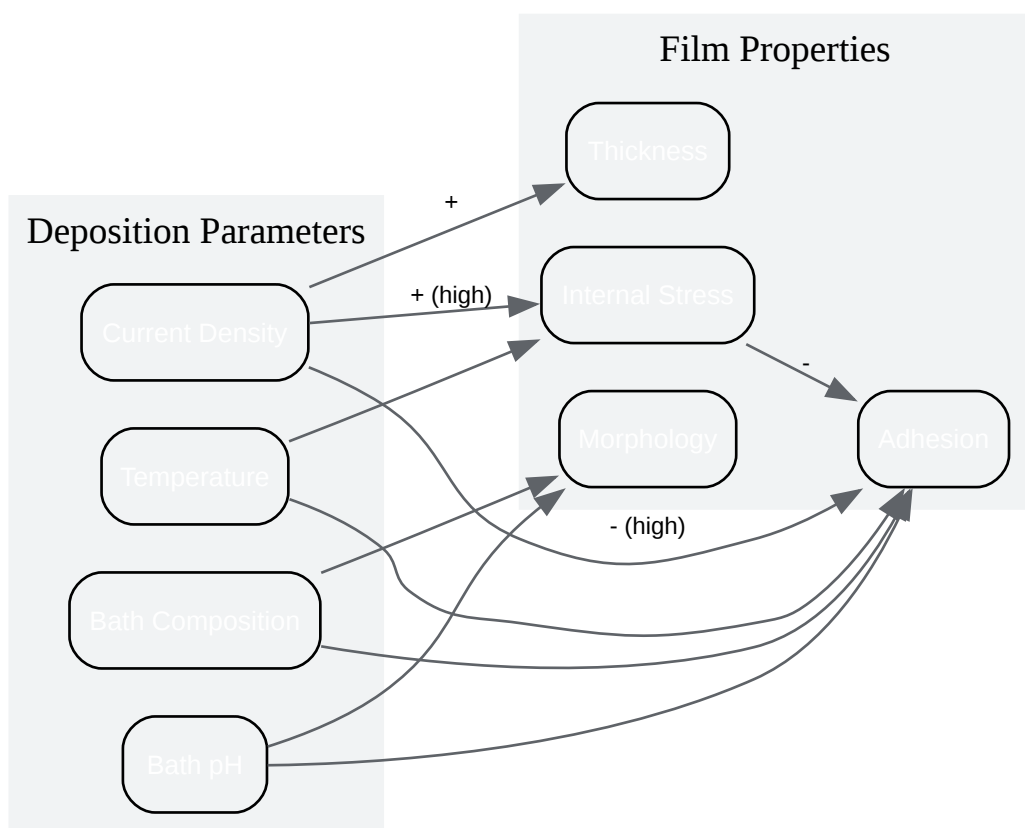 Film Properties
Thickness
+
Deposition Parameters
Current Density
+ (high)
Internal Stress
-
Temperature
Morphology
Adhesion
- (high)
Bath Composition
Bath pH